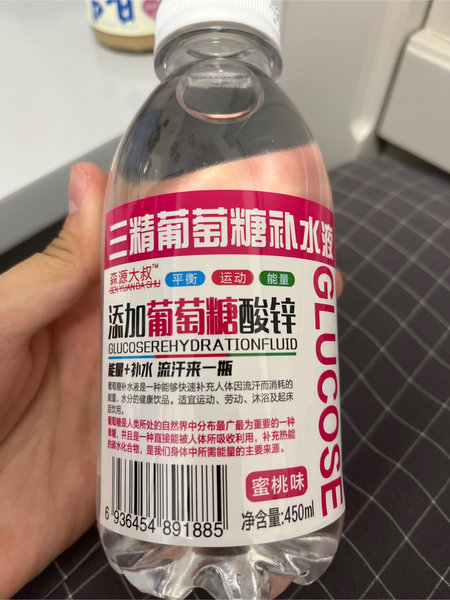 三精葡萄糖补水液
森源大叔™
SEN YUAN DA SHU
平衡 运动 能量
添加葡萄糖酸锌
GLUCOSEREHYDRATIONFLUID
能量+补水 流汗来一瓶
葡萄糖补水液是一种能够快速补充人体因流汗而消耗的
能量、水分的健康饮品。适宜运动、劳动、沐浴及起床
后饮用。
葡萄糖是人类所处的自然界中分布最广最为重要的一种
单糖，并且是一种直接能被人体所吸收利用，补充热能
的碳水化合物，是我们身体中所需能量的主要来源。
GLUCOSE
蜜桃味
净含量:450ml
6 936454 891885